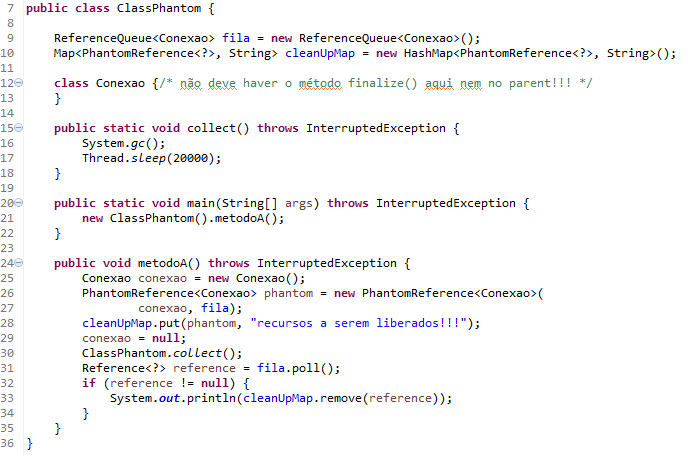 7 public class ClassPhantom {
8
9 ReferenceQueue<Conexao> fila = new ReferenceQueue<Conexao>();
10 Map<PhantomReference<?>, String> cleanUpMap = new HashMap<PhantomReference<?>, String>();
11
12 class Conexao {/* não deve haver o método finalize() aqui nem no parent!!! */
13 }
14
15 public static void collect() throws InterruptedException {
16 System.gc();
17 Thread.sleep(20000);
18 }
19
20 public static void main(String[] args) throws InterruptedException {
21 new ClassPhantom().metodoA();
22 }
23
24 public void metodoA() throws InterruptedException {
25 Conexao conexao = new Conexao();
26 PhantomReference<Conexao> phantom = new PhantomReference<Conexao>(
27 conexao, fila);
28 cleanUpMap.put(phantom, "recursos a serem liberados!!!");
29 conexao = null;
30 ClassPhantom.collect();
31 Reference<?> reference = fila.poll();
32 if (reference != null) {
33 System.out.println(cleanUpMap.remove(reference));
34 }
35 }
36 }